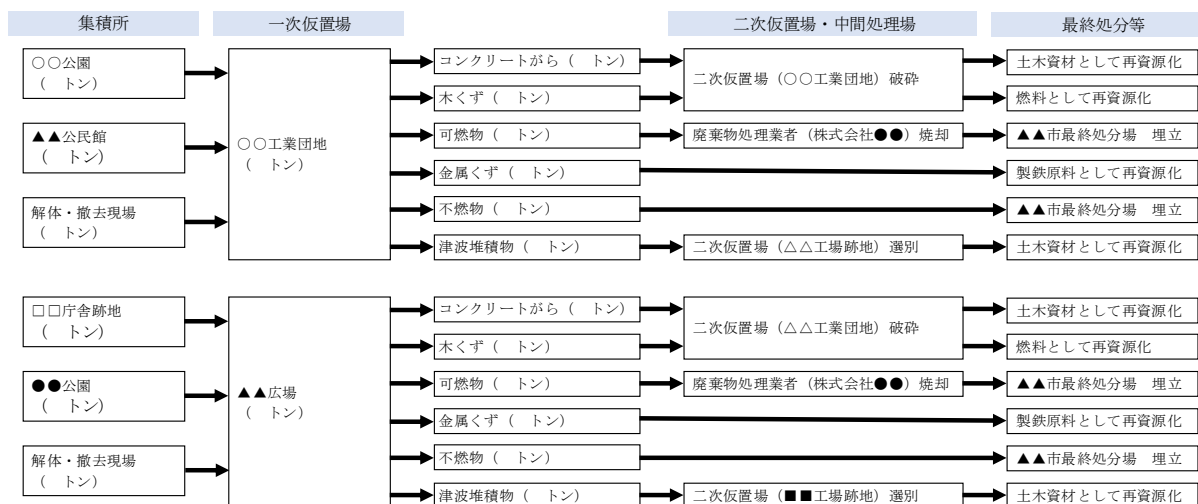 集積所
一次仮置場
二次仮置場・中間処理場
最終処分等
○○公園
(　トン)
▲▲公民館
(　トン)
解体・撤去現場
(　トン)
○○工業団地
(　トン)
コンクリートがら(　トン)
木くず(　トン)
可燃物(　トン)
金属くず(　トン)
不燃物(　トン)
津波堆積物(　トン)
二次仮置場(○○工業団地)破砕
廃棄物処理業者(株式会社●●)焼却
二次仮置場(△△工場跡地)選別
土木資材として再資源化
燃料として再資源化
▲▲市最終処分場　埋立
製鉄原料として再資源化
▲▲市最終処分場　埋立
土木資材として再資源化
□□庁舎跡地
(　トン)
●●公園
(　トン)
解体・撤去現場
(　トン)
▲▲広場
(　トン)
コンクリートがら(　トン)
木くず(　トン)
可燃物(　トン)
金属くず(　トン)
不燃物(　トン)
津波堆積物(　トン)
二次仮置場(△△工業団地)破砕
廃棄物処理業者(株式会社●●)焼却
二次仮置場(■■工場跡地)選別
土木資材として再資源化
燃料として再資源化
▲▲市最終処分場　埋立
製鉄原料として再資源化
▲▲市最終処分場　埋立
土木資材として再資源化